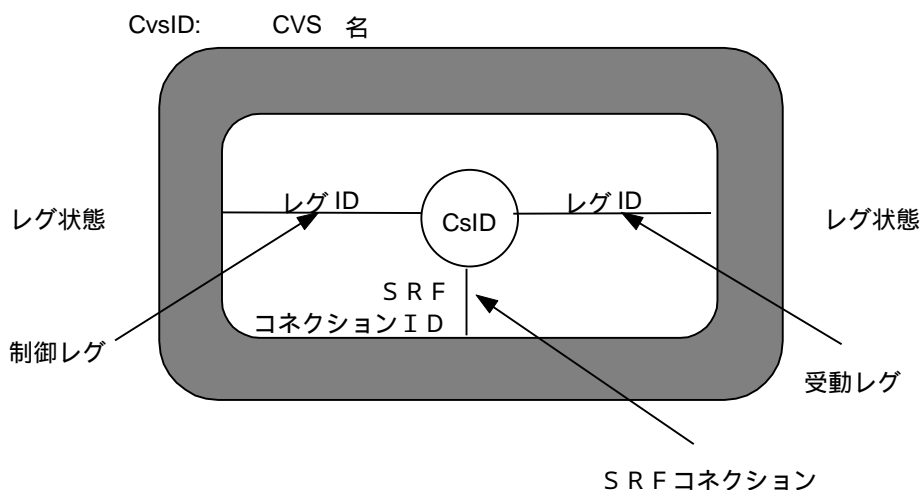 CvsID: CVS 名
レグ ID
レグ ID
レグ状態
CsID
レグ状態
ＳＲＦ
コネクションＩＤ
制御レグ
受動レグ
ＳＲＦコネクション